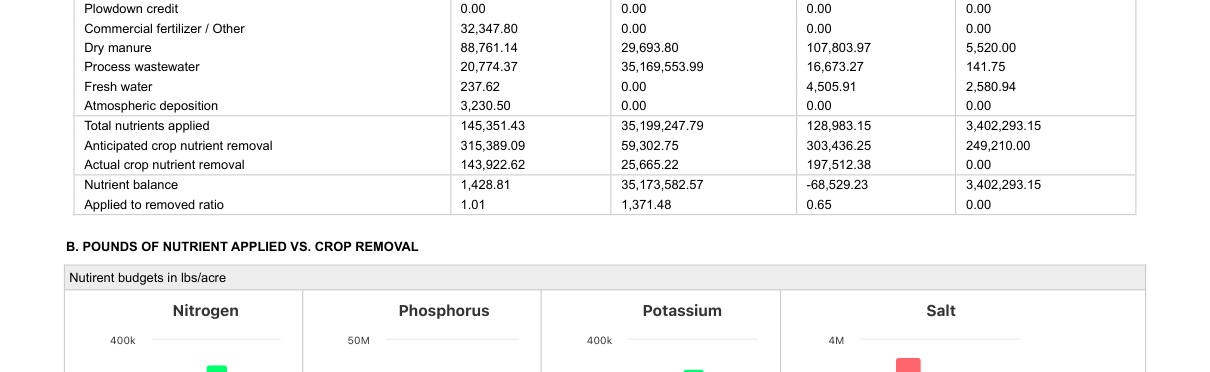 Plowdown credit 0.00 0.00 0.00 0.00
Commercial fertilizer / Other 32,347.80 0.00 0.00 0.00
Dry manure 88,761.14 29,693.80 107,803.97 5,520.00
Process wastewater 20,774.37 35,169,553.99 16,673.27 141.75
Fresh water 237.62 0.00 4,505.91 2,580.94
Atmospheric deposition 3,230.50 0.00 0.00 0.00
Total nutrients applied 145,351.43 35,199,247.79 128,983.15 3,402,293.15
Anticipated crop nutrient removal 315,389.09 59,302.75 303,436.25 249,210.00
Actual crop nutrient removal 143,922.62 25,665.22 197,512.38 0.00
Nutrient balance 1,428.81 35,173,582.57 -68,529.23 3,402,293.15
Applied to removed ratio 1.01 1,371.48 0.65 0.00
B. POUNDS OF NUTRIENT APPLIED VS. CROP REMOVAL
Nutirent budgets in lbs/acre
Nitrogen Phosphorus Potassium Salt
400k 50M 400k 4M